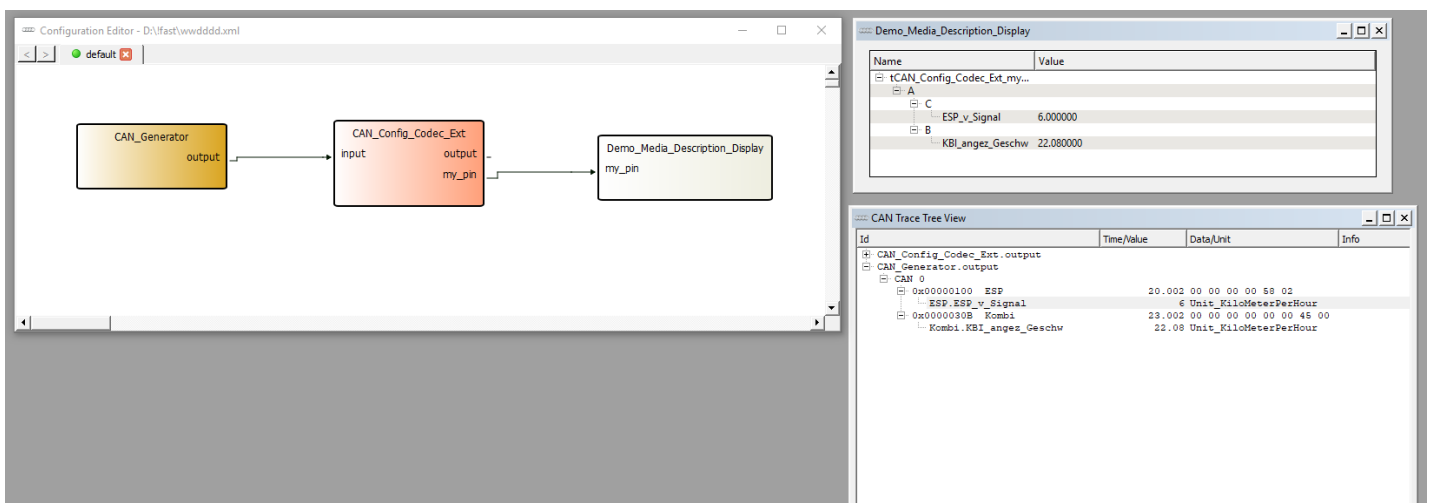 Configuration Editor - D:\!fast\wwdddd.xml
< > default
CAN_Generator
output
CAN_Config_Codec_Ext
input output
my_pin
Demo_Media_Description_Display
my_pin
Demo_Media_Description_Display
Name Value
tCAN_Config_Codec_Ext_my...
A
C
ESP_v_Signal 6.000000
B
KBI_angez_Geschw 22.080000
CAN Trace Tree View
Id Time/Value Data/Unit Info
CAN_Config_Codec_Ext.output
CAN_Generator.output
CAN 0
0x00000100 ESP 20.002 00 00 00 00 58 02
ESP.ESP_v_Signal 6 Unit_KiloMeterPerHour
0x0000030B Kombi 23.002 00 00 00 00 00 00 45 00
Kombi.KBI_angez_Geschw 22.08 Unit_KiloMeterPerHour